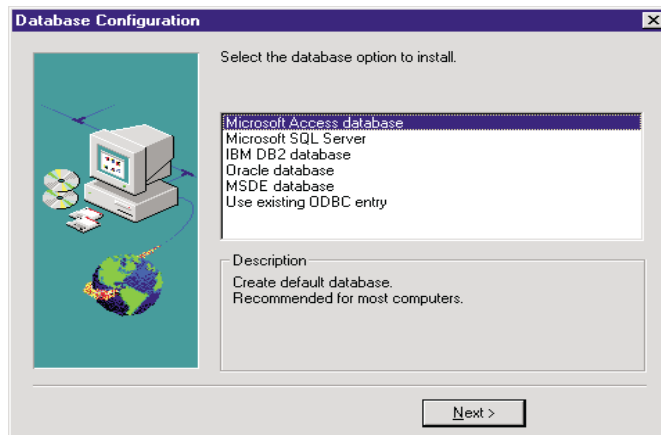 Database Configuration
Select the database option to install.
Microsoft Access database
Microsoft SQL Server
IBM DB2 database
Oracle database
MSDE database
Use existing ODBC entry
Description
Create default database.
Recommended for most computers.
Next >